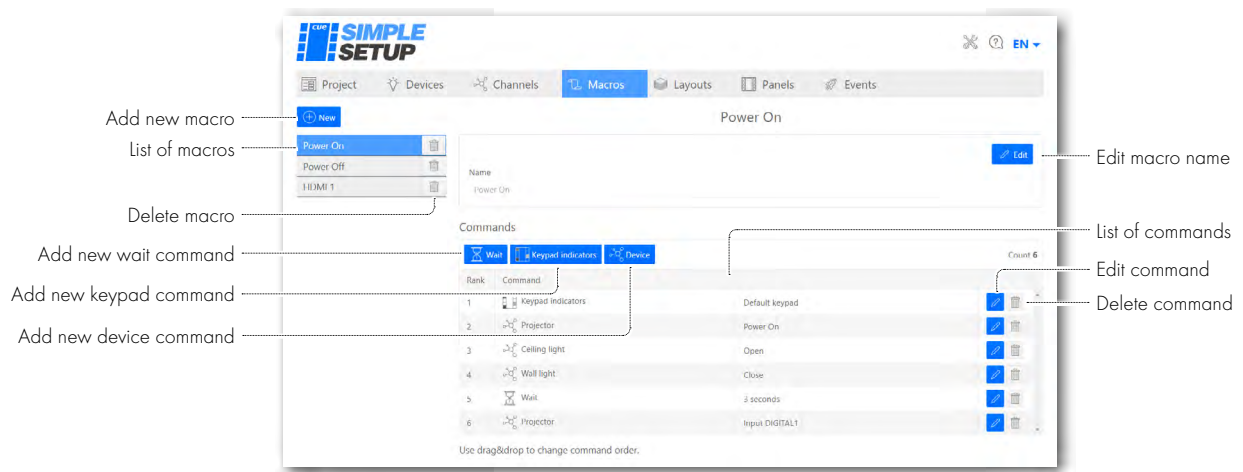 cue SIMPLE
SETUP
EN
Project Devices Channels Macros Layouts Panels Events
Add new macro
New
Power On
List of macros
Power On
Edit
Edit macro name
Power Off
Name
HDMI 1
Power On
Delete macro
Commands
List of commands
Add new wait command
Wait Keypad indicators Device
Count 6
Edit command
Rank Command
Add new keypad command
1 Keypad indicators Default keypad
Delete command
2 Projector Power On
Add new device command
3 Ceiling light Open
4 Wall light Close
5 Wait 3 seconds
6 Projector Input DIGITAL1
Use drag&drop to change command order.